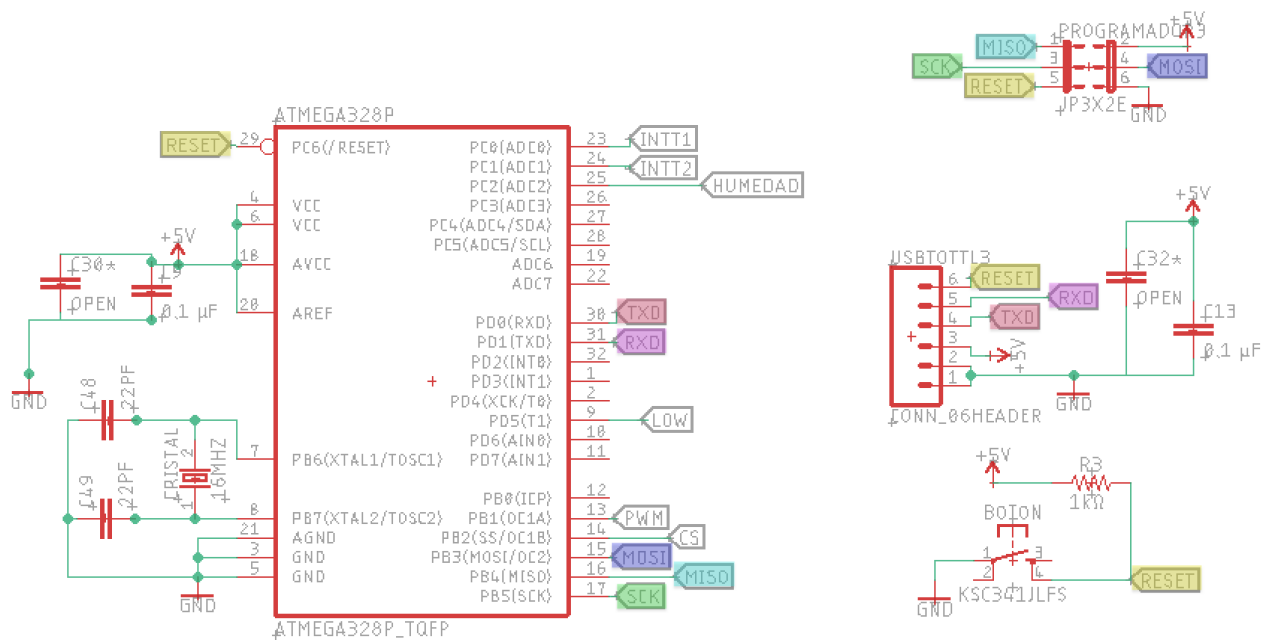 ATMEGA328P
RESET
29
PC6(/RESET)
4
VCC
6
VCC
18
AVCC
20
AREF
+5V
C30*
OPEN
C9
0.1 µF
GND
C48
22PF
C49
22PF
CRISTAL
2
1
16MHZ
7
PB6(XTAL1/TOSC1)
8
PB7(XTAL2/TOSC2)
21
AGND
3
GND
5
GND
GND
PC0(ADC0) 23 INTT1
PC1(ADC1) 24 INTT2
PC2(ADC2) 25 HUMEDAD
PC3(ADC3) 26
PC4(ADC4/SDA) 27
PC5(ADC5/SCL) 28
ADC6 19
ADC7 22
PD0(RXD) 30 TXD
PD1(TXD) 31 RXD
PD2(INT0) 32
PD3(INT1) 1
PD4(XCK/T0) 2
PD5(T1) 9 LOW
PD6(AIN0) 10
PD7(AIN1) 11
PB0(ICP) 12
PB1(OC1A) 13 PWM
PB2(SS/OC1B) 14 CS
PB3(MOSI/OC2) 15 MOSI
PB4(MISO) 16 MISO
PB5(SCK) 17 SCK
ATMEGA328P_TQFP
+5V
MISO 1 2
SCK 3 4 MOSI
RESET 5 6
JP3X2E
GND
USBTOTTL3
6 RESET
5 RXD
4 TXD
3 +5V
2
1
CONN_06HEADER
GND
+5V
C32*
OPEN
C13
0.1 µF
+5V
R3
1kΩ
BOTON
1 3
2 4
KSC341JLFS
GND
RESET